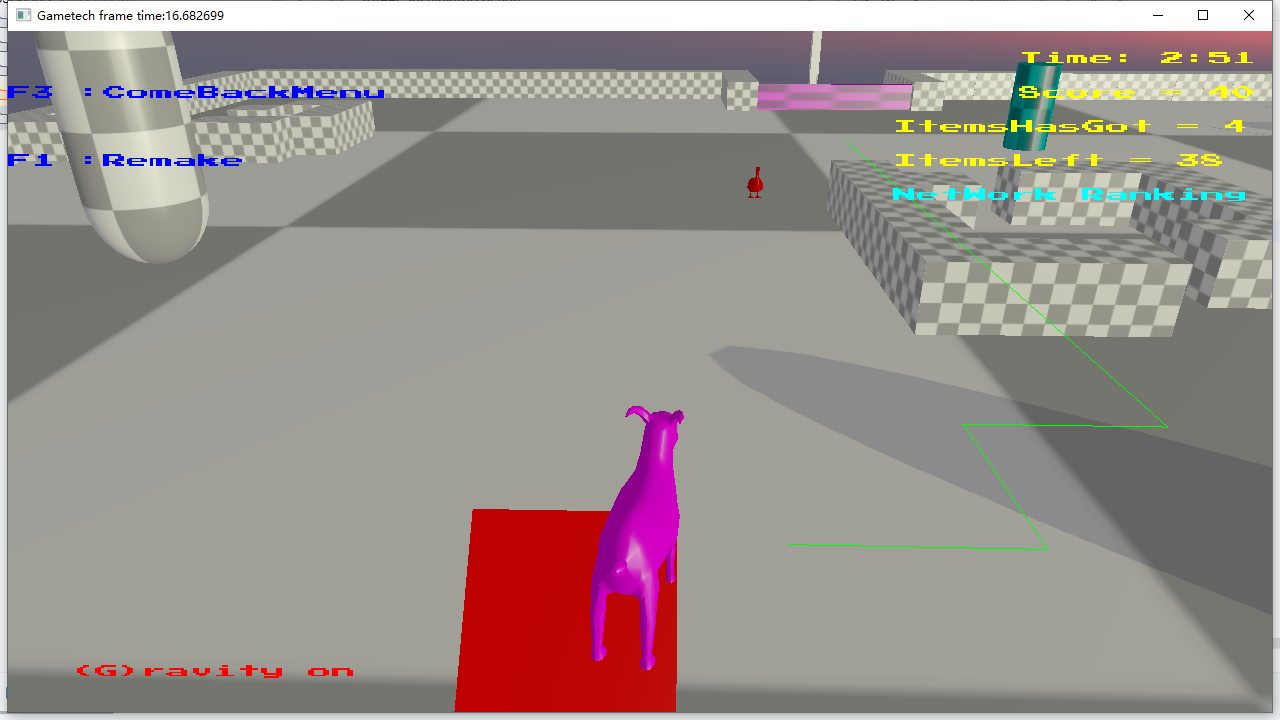 Gametech frame time:16.682699
Time: 2:51
F3 :ComeBackMenu
Score = 40
ItemsHasGot = 4
F1 :Remake
ItemsLeft = 38
NetWork Ranking
(G)ravity on